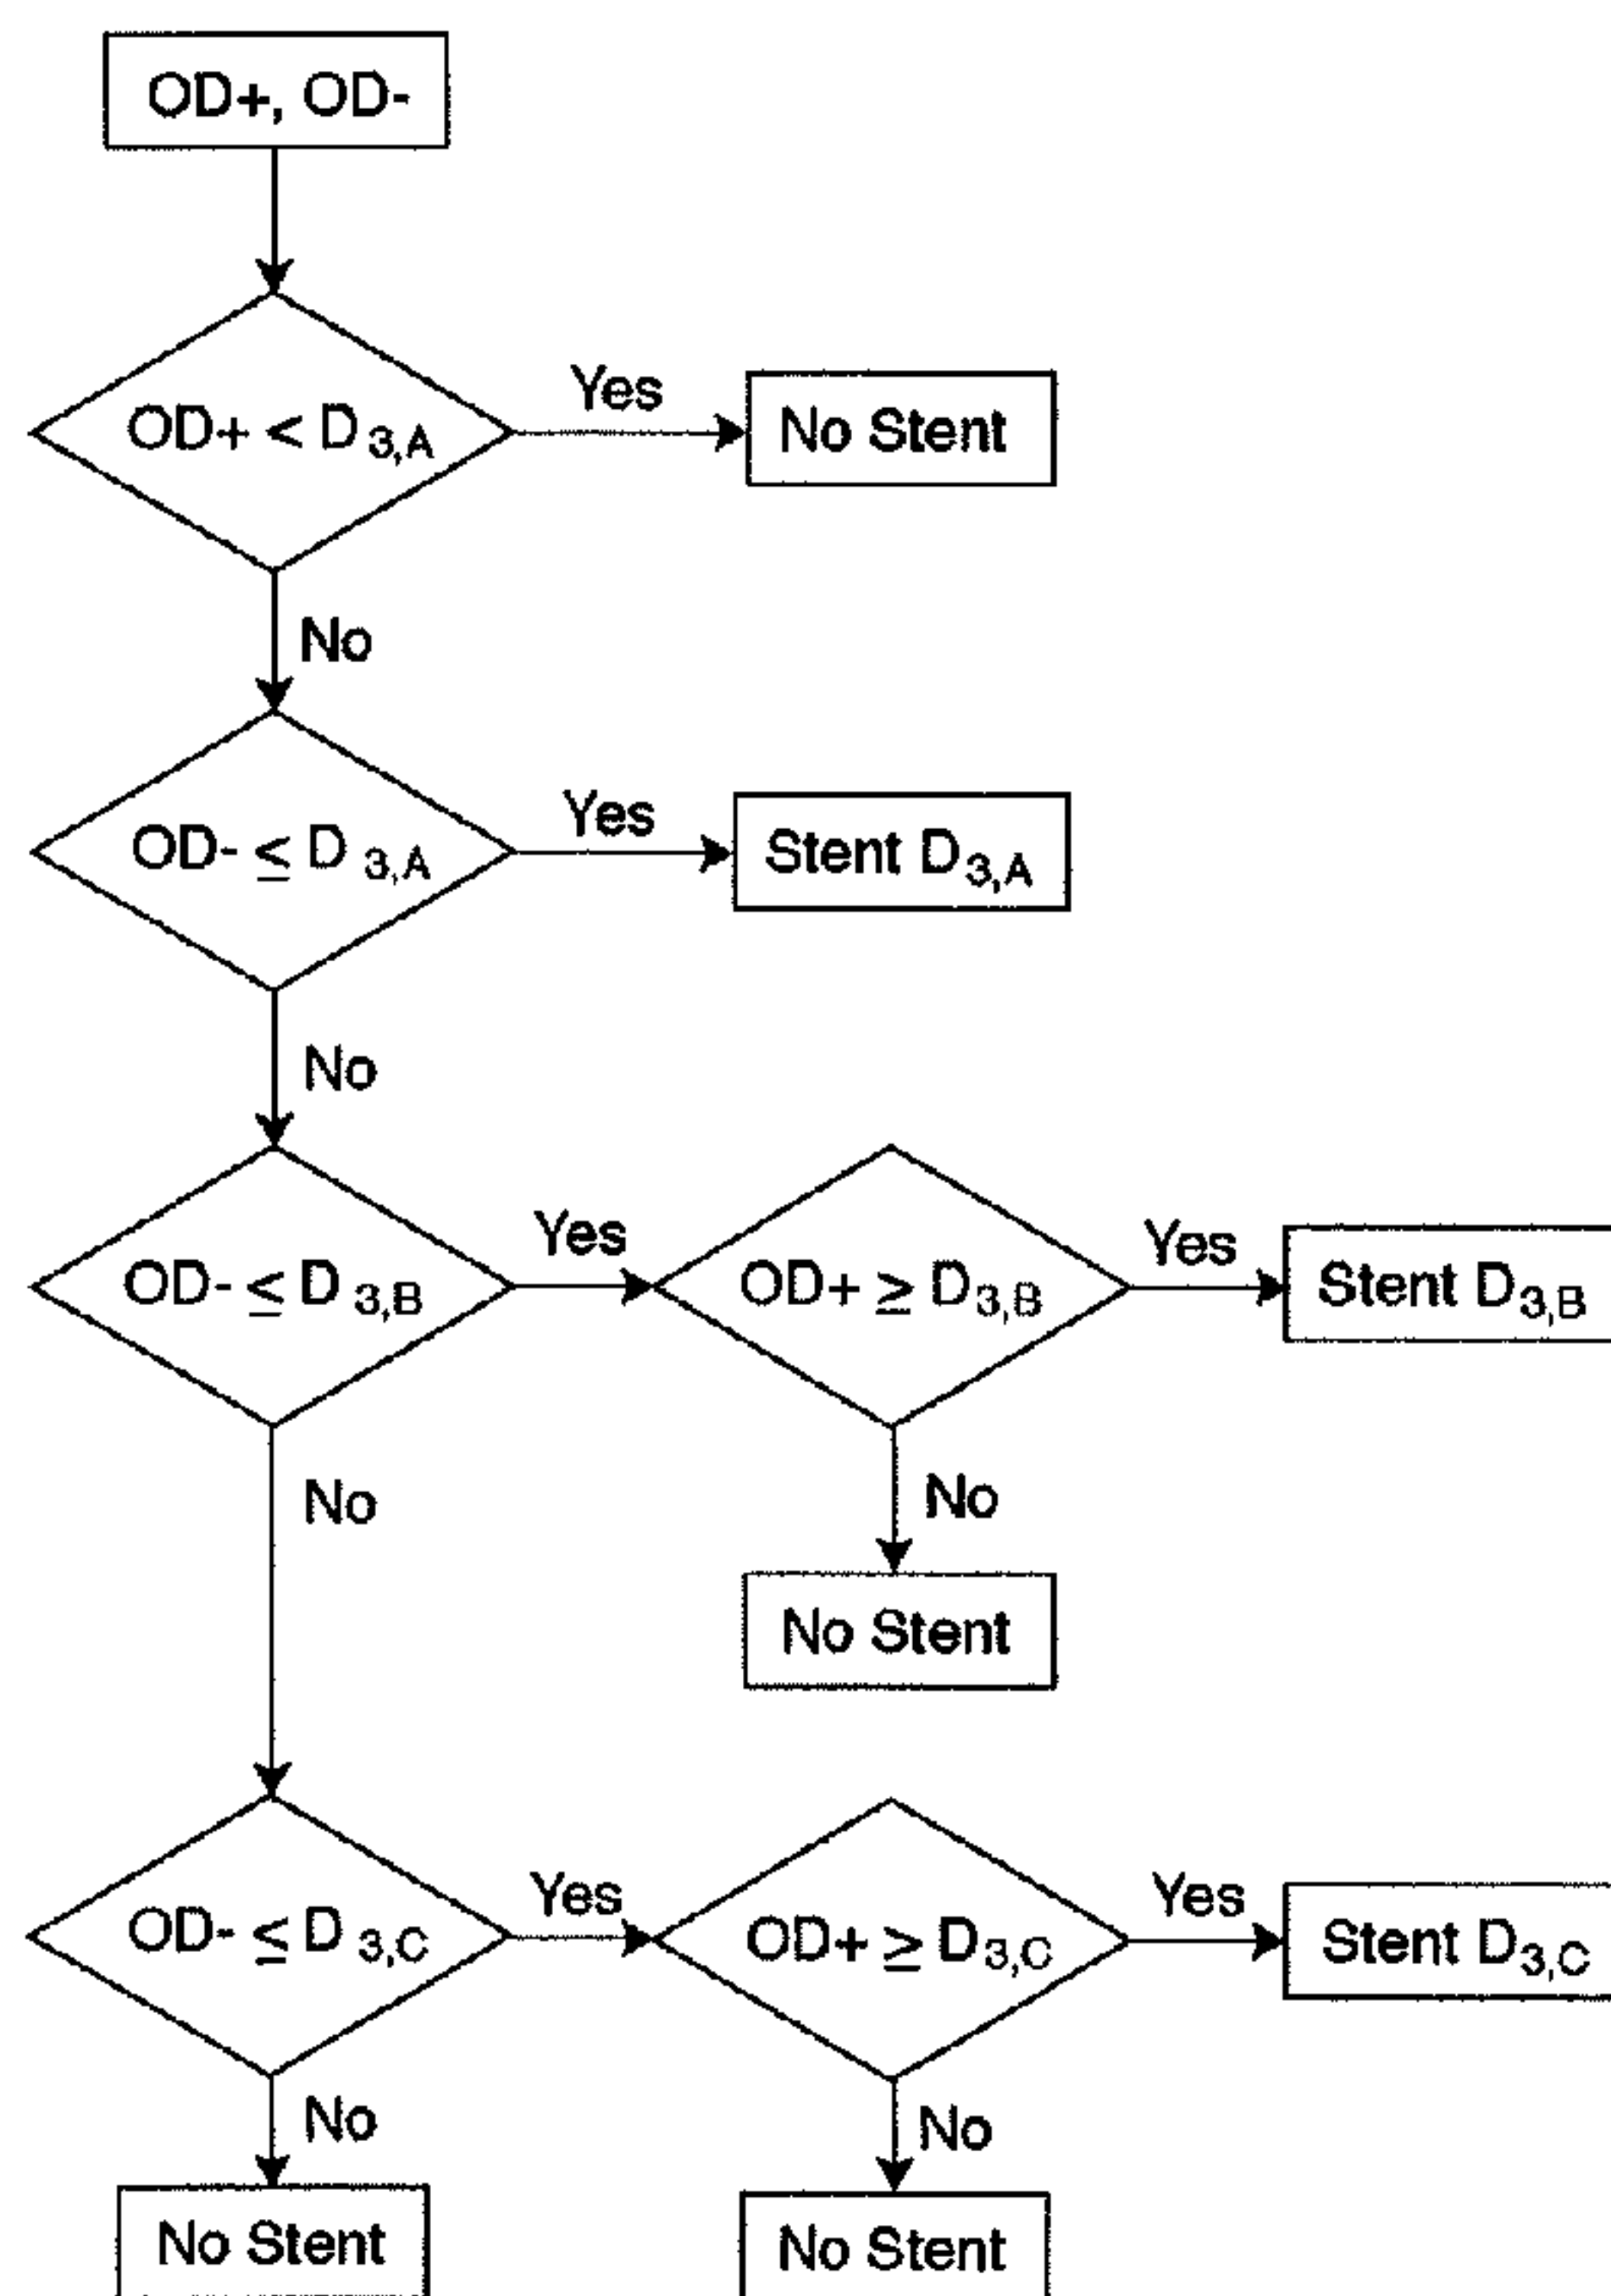 OD+, OD-
OD+ < D 3,A
Yes
No Stent
No
OD- ≤ D 3,A
Yes
Stent D3,A
No
OD- ≤ D 3,B
Yes
OD+ ≥ D3,B
Yes
Stent D3,B
No
No
No Stent
OD- ≤ D 3,C
Yes
OD+ ≥ D3,C
Yes
Stent D3,C
No
No
No Stent
No Stent